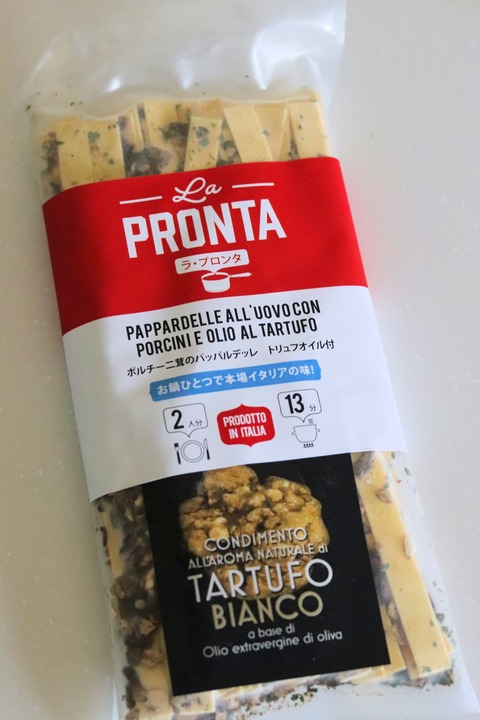 La
PRONTA
ラ・プロンタ
PAPPARDELLE ALL'UOVO CON
PORCINI E OLIO AL TARTUFO
ポルチーニ茸のパッパルデッレ トリュフオイル付
お鍋ひとつで本場イタリアの味!
2人分
PRODOTTO
IN ITALIA
13分
CONDIMENTO
ALL'AROMA NATURALE di
TARTUFO
BIANCO
a base di
Olio extravergine di oliva